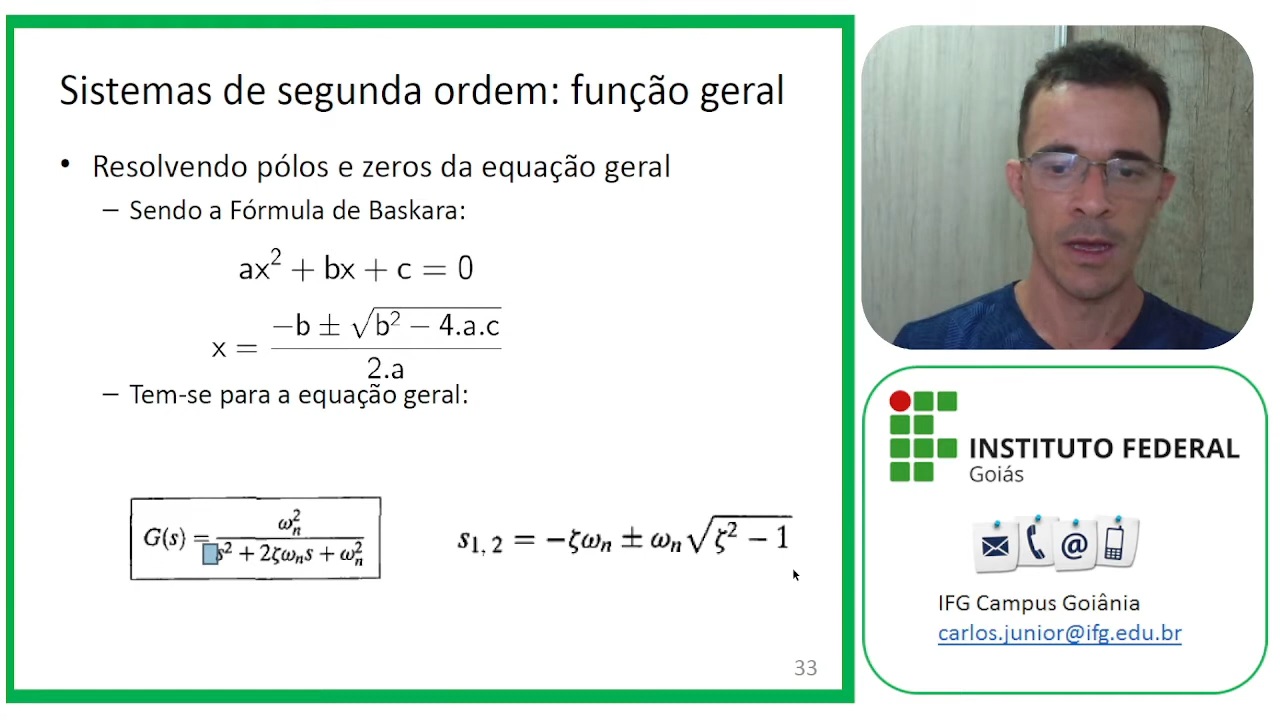 Sistemas de segunda ordem: função geral
• Resolvendo pólos e zeros da equação geral
– Sendo a Fórmula de Baskara:
ax² + bx + c = 0
x = (−b ± √(b² − 4.a.c)) / (2.a)
– Tem-se para a equação geral:
G(s) = ωₙ² / (s² + 2ζωₙs + ωₙ²)
s₁, ₂ = −ζωₙ ± ωₙ√(ζ² − 1)
33
INSTITUTO FEDERAL
Goiás
@
IFG Campus Goiânia
carlos.junior@ifg.edu.br